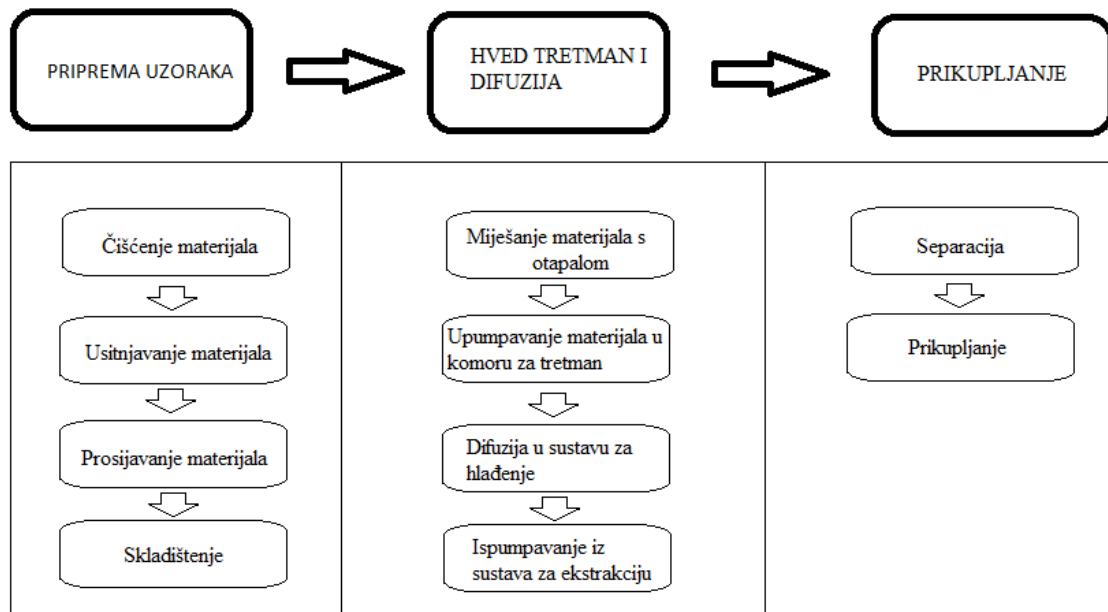 PRIPREMA UZORAKA
HVED TRETMAN I
DIFUZIJA
PRIKUPLJANJE
Čišćenje materijala
Usitnjavanje materijala
Prosijavanje materijala
Skladištenje
Miješanje materijala s
otapalom
Upumpavanje materijala u
komoru za tretman
Difuzija u sustavu za
hlađenje
Ispumpavanje iz
sustava za ekstrakciju
Separacija
Prikupljanje